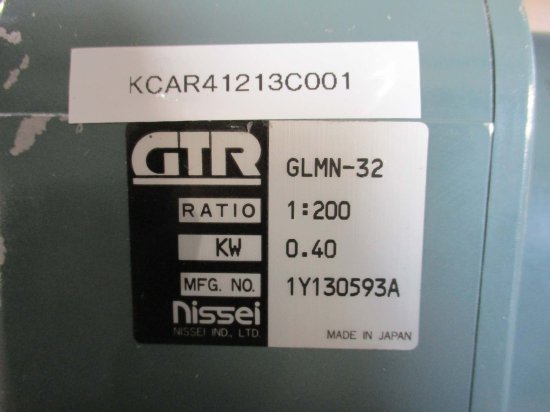 KCAR41213C001
GTR GLMN-32
RATIO 1:200
KW 0.40
MFG. NO. 1Y130593A
nissei
NISSEI IND., LTD. MADE IN JAPAN